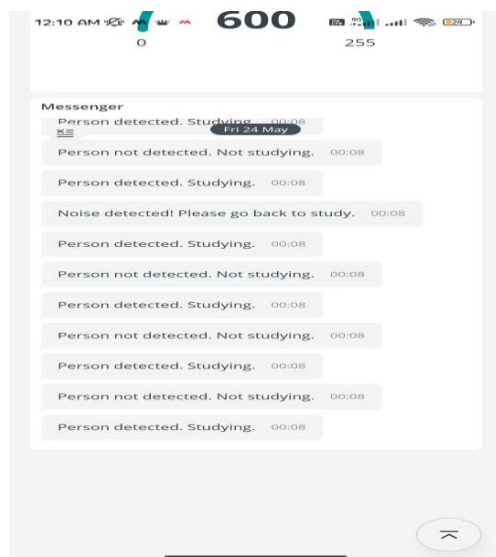 12:10 AM 600 29
0 255
Messenger
Person detected. Studying. 00:08
Fri 24 May
Person not detected. Not studying. 00:08
Person detected. Studying. 00:08
Noise detected! Please go back to study. 00:08
Person detected. Studying. 00:08
Person not detected. Not studying. 00:08
Person detected. Studying. 00:08
Person not detected. Not studying. 00:08
Person detected. Studying. 00:08
Person not detected. Not studying. 00:08
Person detected. Studying. 00:08